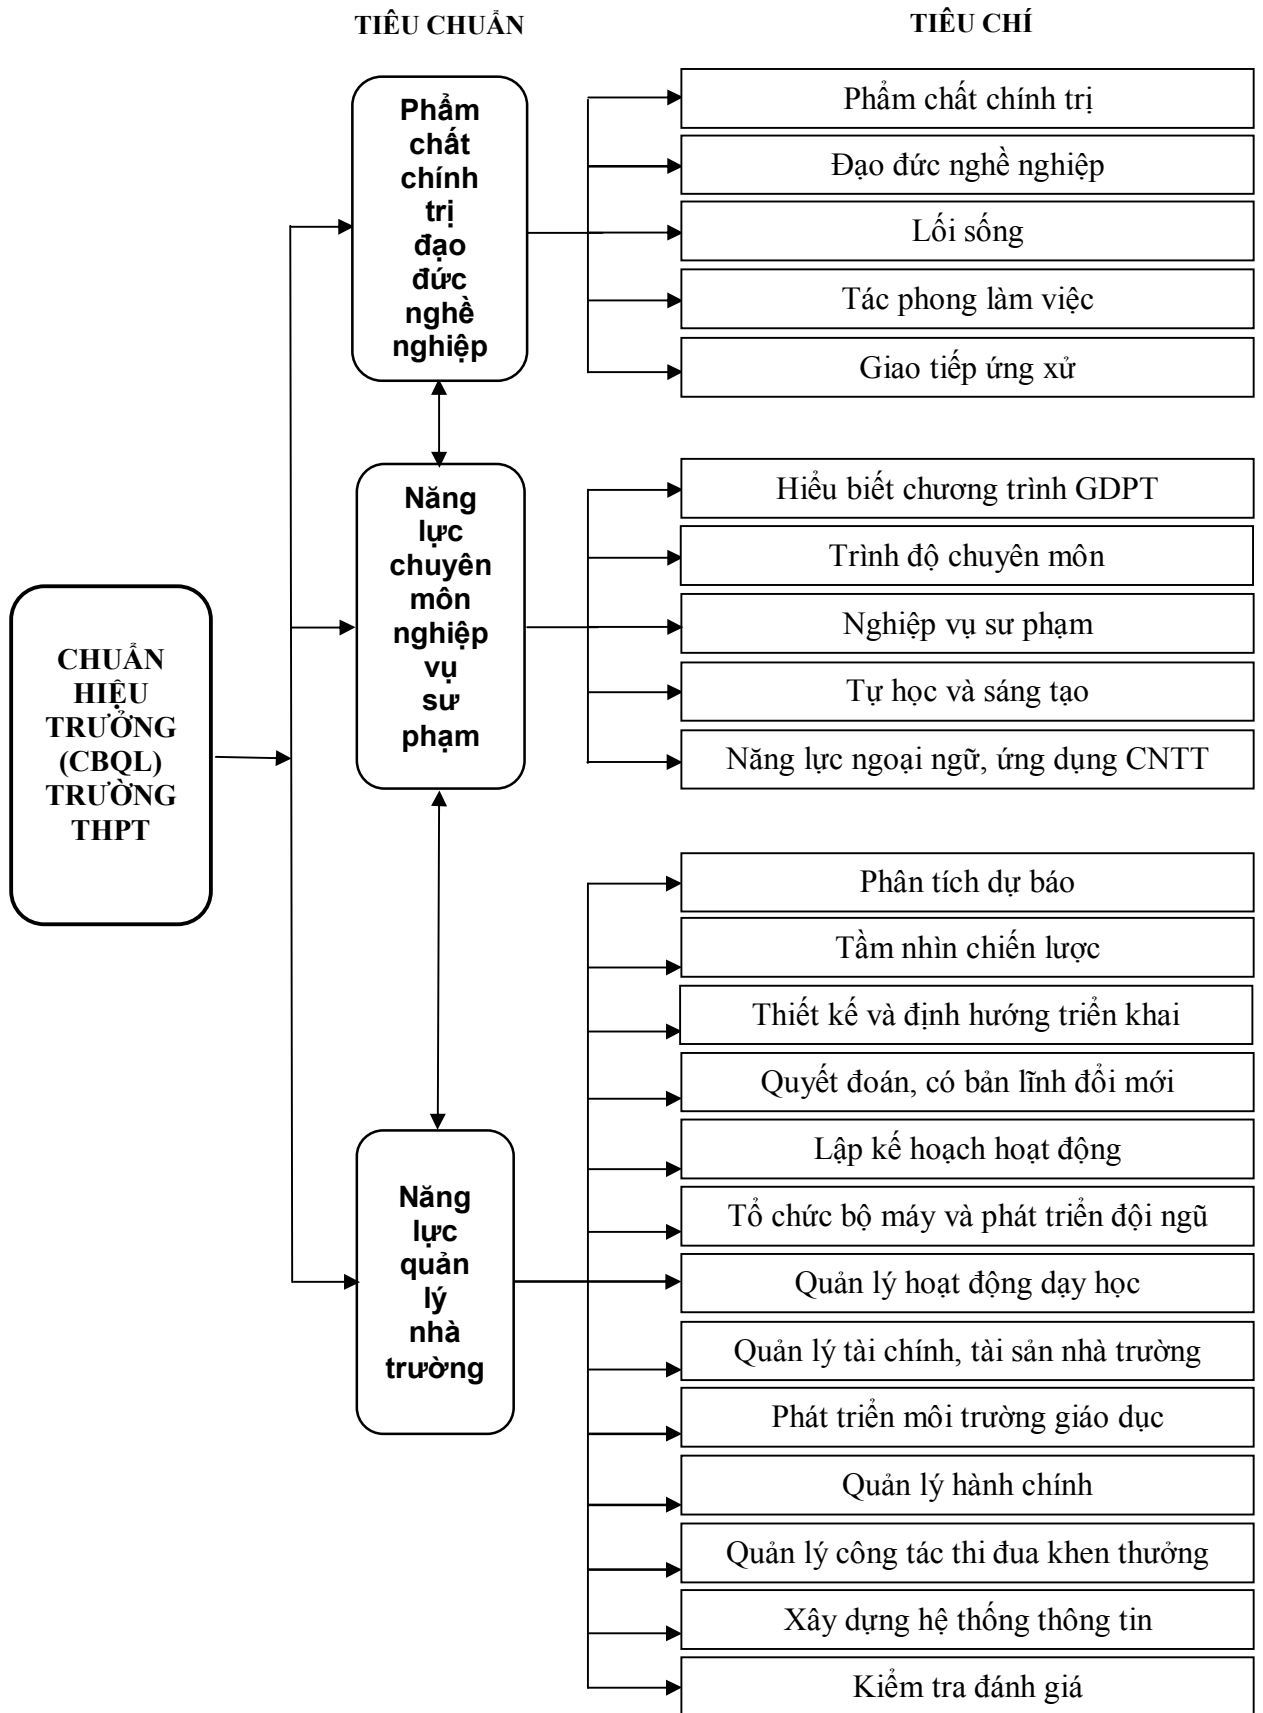 TIÊU CHUẨN
TIÊU CHÍ
CHUẨN
HIỆU
TRƯỞNG
(CBQL)
TRƯỜNG
THPT
Phẩm
chất
chính
trị
đạo
đức
nghề
nghiệp
Phẩm chất chính trị
Đạo đức nghề nghiệp
Lối sống
Tác phong làm việc
Giao tiếp ứng xử
Năng
lực
chuyên
môn
nghiệp
vụ
sư
phạm
Hiểu biết chương trình GDPT
Trình độ chuyên môn
Nghiệp vụ sư phạm
Tự học và sáng tạo
Năng lực ngoại ngữ, ứng dụng CNTT
Năng
lực
quản
lý
nhà
trường
Phân tích dự báo
Tầm nhìn chiến lược
Thiết kế và định hướng triển khai
Quyết đoán, có bản lĩnh đổi mới
Lập kế hoạch hoạt động
Tổ chức bộ máy và phát triển đội ngũ
Quản lý hoạt động dạy học
Quản lý tài chính, tài sản nhà trường
Phát triển môi trường giáo dục
Quản lý hành chính
Quản lý công tác thi đua khen thưởng
Xây dựng hệ thống thông tin
Kiểm tra đánh giá